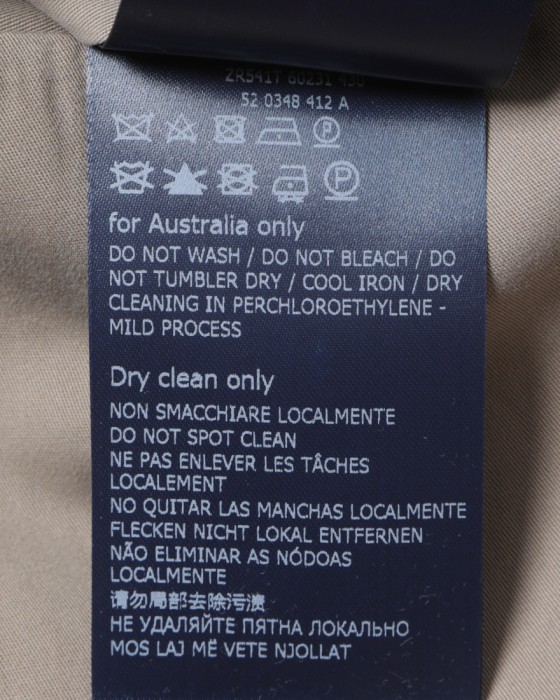 ZR5417 60231 430
52 0348 412 A
P
P
for Australia only
DO NOT WASH / DO NOT BLEACH / DO
NOT TUMBLER DRY / COOL IRON / DRY
CLEANING IN PERCHLOROETHYLENE -
MILD PROCESS
Dry clean only
NON SMACCHIARE LOCALMENTE
DO NOT SPOT CLEAN
NE PAS ENLEVER LES TÂCHES
LOCALEMENT
NO QUITAR LAS MANCHAS LOCALMENTE
FLECKEN NICHT LOKAL ENTFERNEN
NÃO ELIMINAR AS NÓDOAS
LOCALMENTE
请勿局部去除污渍
НЕ УДАЛЯЙТЕ ПЯТНА ЛОКАЛЬНО
MOS LAJ MË VETE NJOLLAT